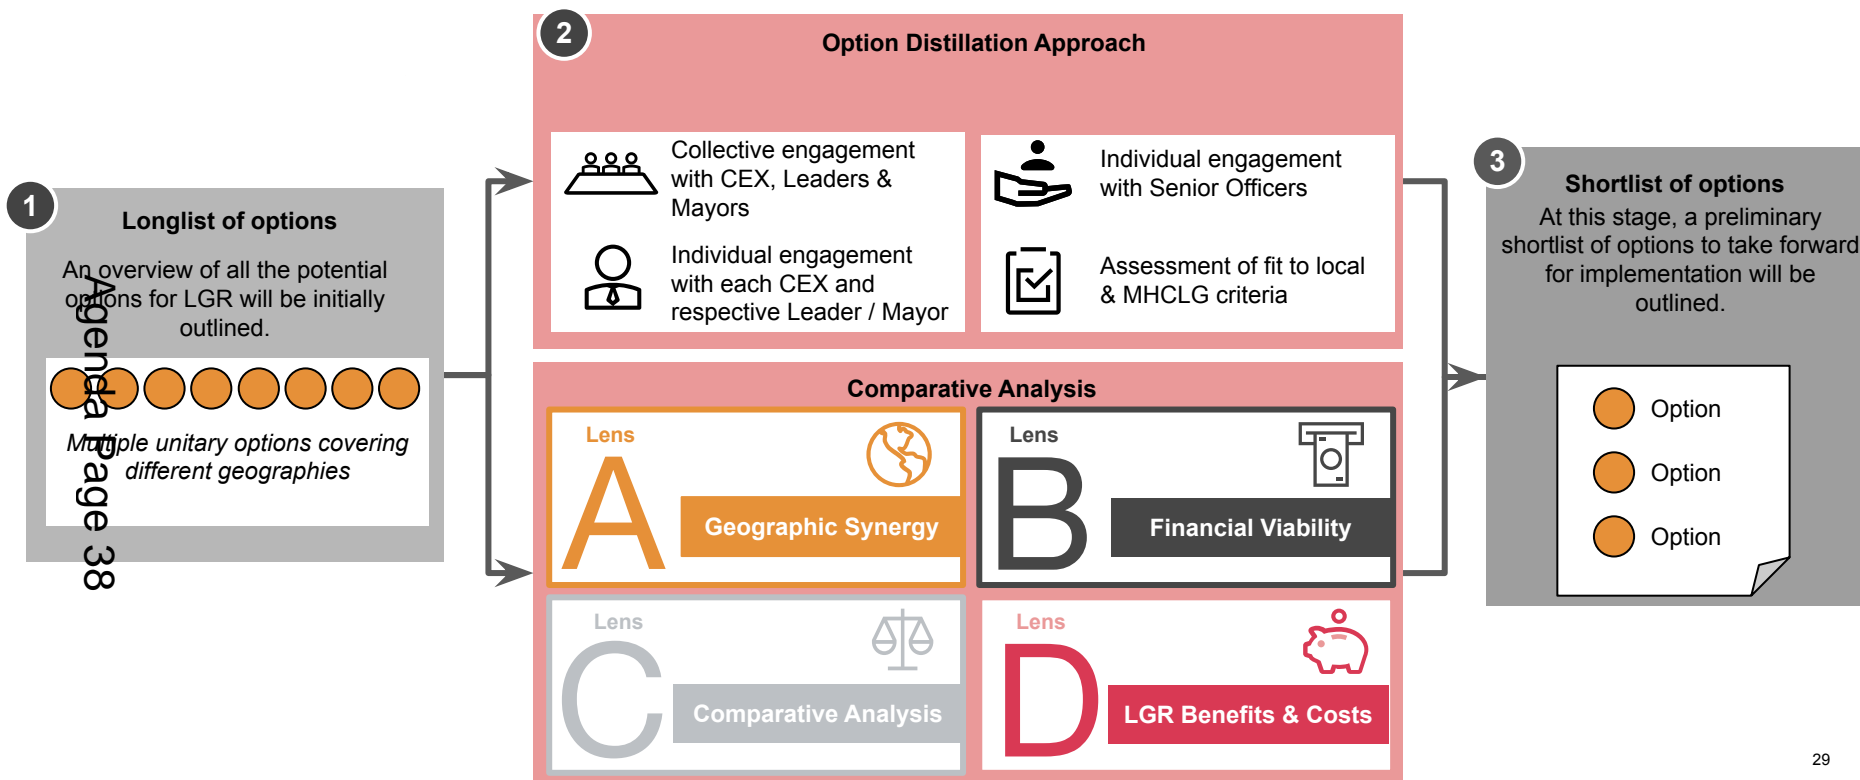 1
Longlist of options
An overview of all the potential
options for LGR will be initially
outlined.
Multiple unitary options covering
different geographies
Agenda Page 38
2
Option Distillation Approach
Collective engagement
with CEX, Leaders &
Mayors
Individual engagement
with each CEX and
respective Leader / Mayor
Individual engagement
with Senior Officers
Assessment of fit to local
& MHCLG criteria
Comparative Analysis
Lens
A
Geographic Synergy
Lens
B
Financial Viability
Lens
C
Comparative Analysis
Lens
D
LGR Benefits & Costs
3
Shortlist of options
At this stage, a preliminary
shortlist of options to take forward
for implementation will be
outlined.
Option
Option
Option
29